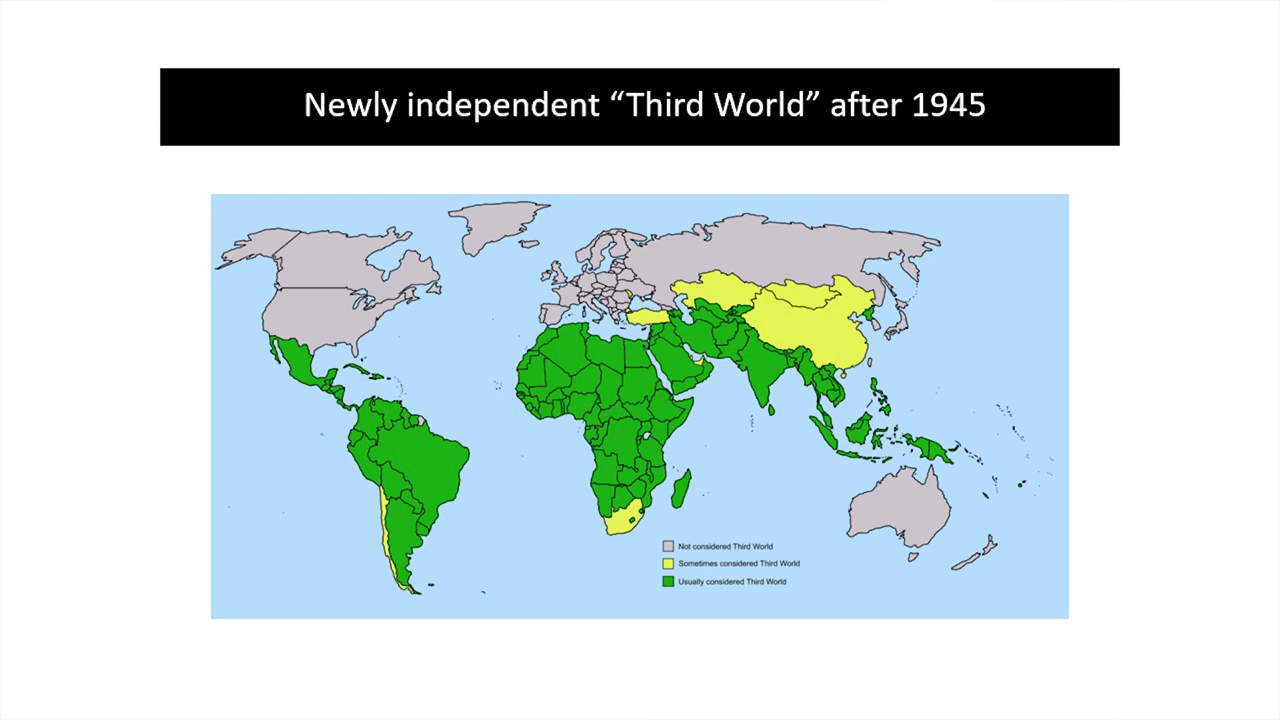 Newly independent “Third World” after 1945
Not considered Third World
Sometimes considered Third World
Usually considered Third World